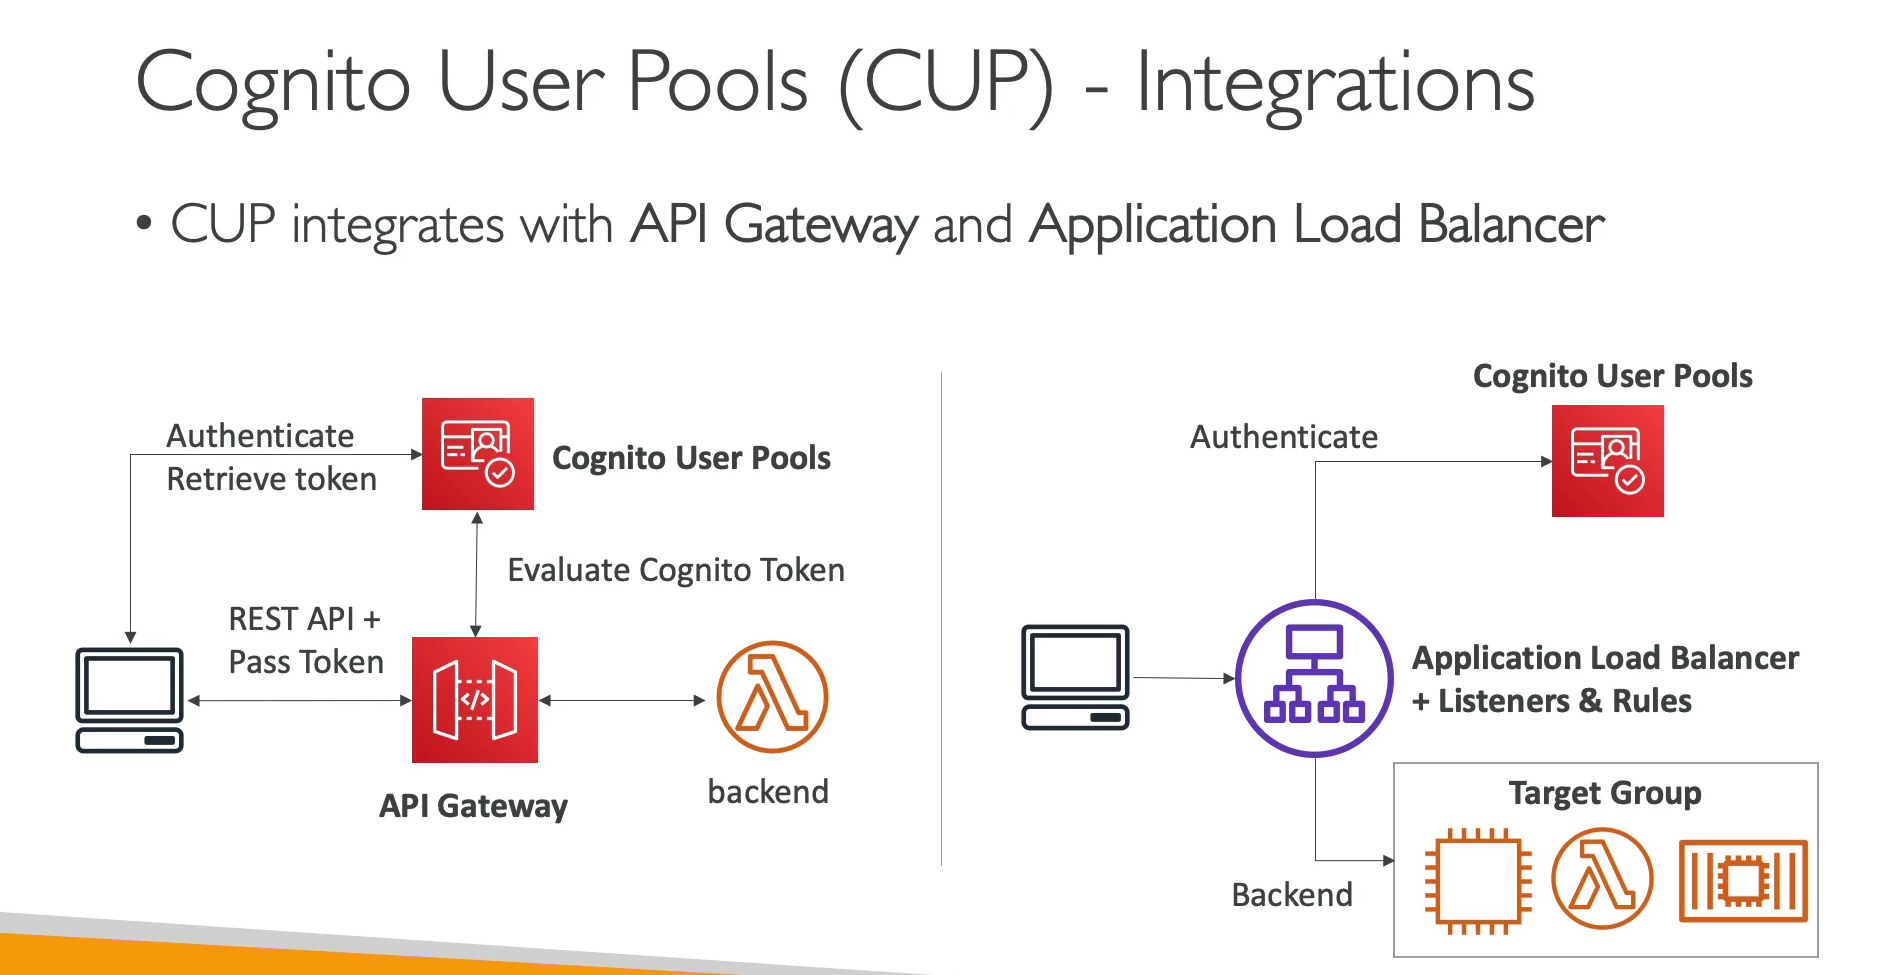 Cognito User Pools (CUP) - Integrations
• CUP integrates with API Gateway and Application Load Balancer
Authenticate
Retrieve token
Cognito User Pools
Evaluate Cognito Token
REST API +
Pass Token
</>
API Gateway
backend
Cognito User Pools
Authenticate
Application Load Balancer
+ Listeners & Rules
Target Group
Backend